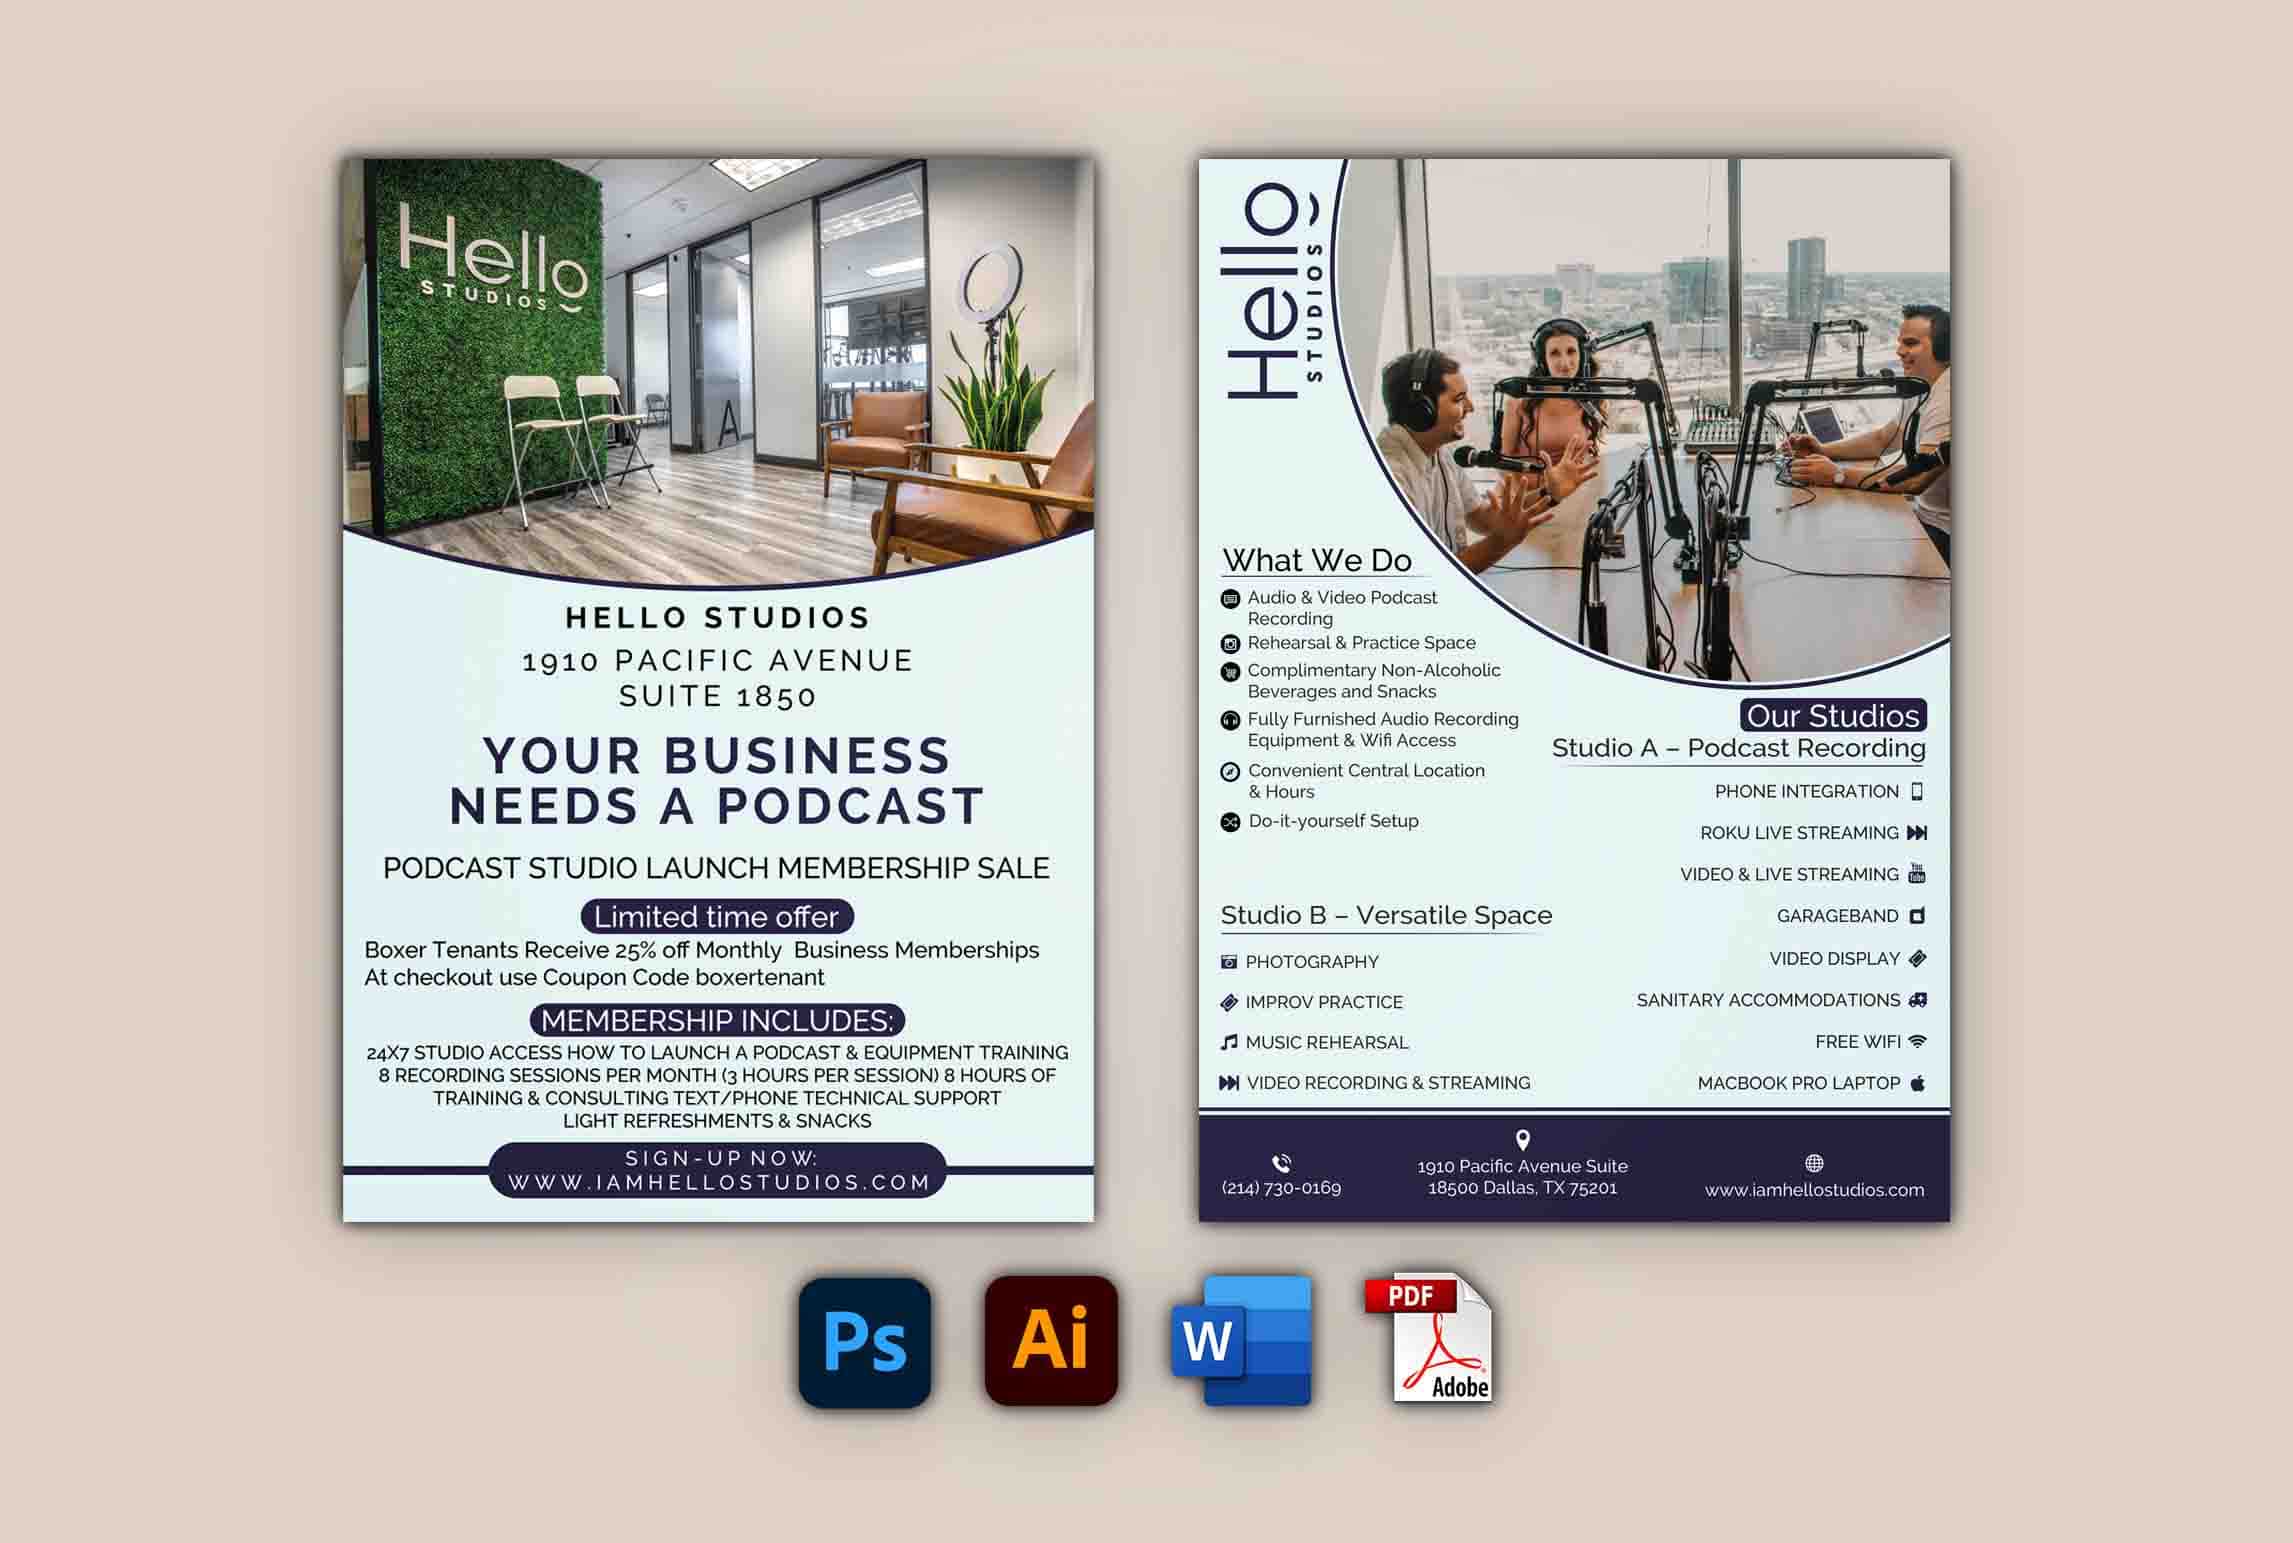 Hello
STUDIOS
A
HELLO STUDIOS
1910 PACIFIC AVENUE
SUITE 1850
YOUR BUSINESS
NEEDS A PODCAST
PODCAST STUDIO LAUNCH MEMBERSHIP SALE
Limited time offer
Boxer Tenants Receive 25% off Monthly Business Memberships
At checkout use Coupon Code boxertenant
MEMBERSHIP INCLUDES:
24X7 STUDIO ACCESS HOW TO LAUNCH A PODCAST & EQUIPMENT TRAINING
8 RECORDING SESSIONS PER MONTH (3 HOURS PER SESSION) 8 HOURS OF
TRAINING & CONSULTING TEXT/PHONE TECHNICAL SUPPORT
LIGHT REFRESHMENTS & SNACKS
SIGN-UP NOW:
WWW.IAMHELLOSTUDIOS.COM
Hello
STUDIOS
What We Do
Audio & Video Podcast
Recording
Rehearsal & Practice Space
Complimentary Non-Alcoholic
Beverages and Snacks
Fully Furnished Audio Recording
Equipment & Wifi Access
Convenient Central Location
& Hours
Do-it-yourself Setup
Our Studios
Studio A – Podcast Recording
PHONE INTEGRATION
ROKU LIVE STREAMING
VIDEO & LIVE STREAMING
You
Tube
GARAGEBAND
VIDEO DISPLAY
SANITARY ACCOMMODATIONS
FREE WIFI
MACBOOK PRO LAPTOP
Studio B – Versatile Space
PHOTOGRAPHY
IMPROV PRACTICE
MUSIC REHEARSAL
VIDEO RECORDING & STREAMING
(214) 730-0169
1910 Pacific Avenue Suite
18500 Dallas, TX 75201
www.iamhellostudios.com
Ps
Ai
W
PDF
Adobe